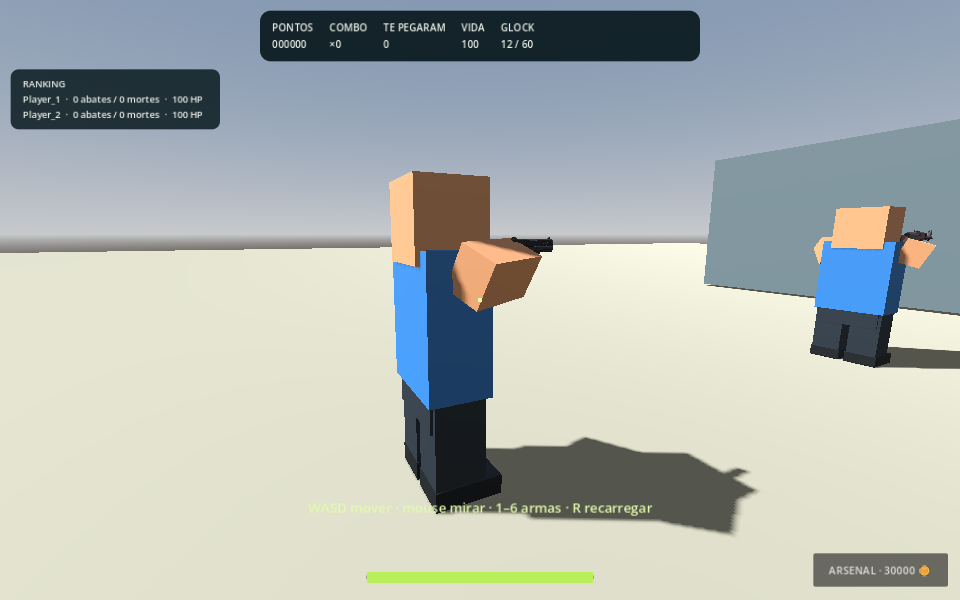 PONTOS COMBO TE PEGARAM VIDA GLOCK
000000 ×0 0 100 12 / 60
RANKING
Player_1 · 0 abates / 0 mortes · 100 HP
Player_2 · 0 abates / 0 mortes · 100 HP
WASD mover · mouse mirar · 1–6 armas · R recarregar
ARSENAL · 30000